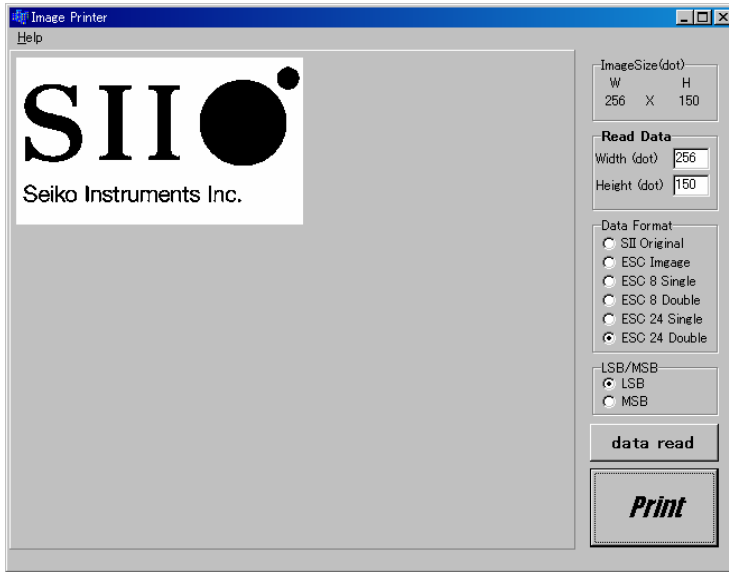 Image Printer
Help
SII
Seiko Instruments Inc.
ImageSize(dot)
W H
256 X 150
Read Data
Width (dot) 256
Height (dot) 150
Data Format
SII Original
ESC Imgage
ESC 8 Single
ESC 8 Double
ESC 24 Single
ESC 24 Double
LSB/MSB
LSB
MSB
data read
Print